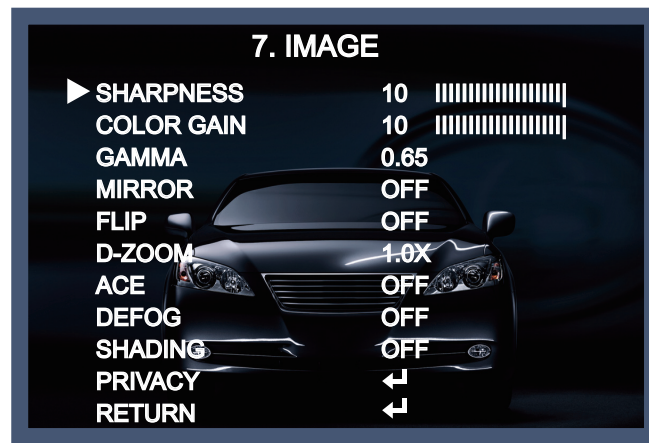 7. IMAGE
SHARPNESS 10
COLOR GAIN 10
GAMMA 0.65
MIRROR OFF
FLIP OFF
D-ZOOM 1.0X
ACE OFF
DEFOG OFF
SHADING OFF
PRIVACY ↵
RETURN ↵